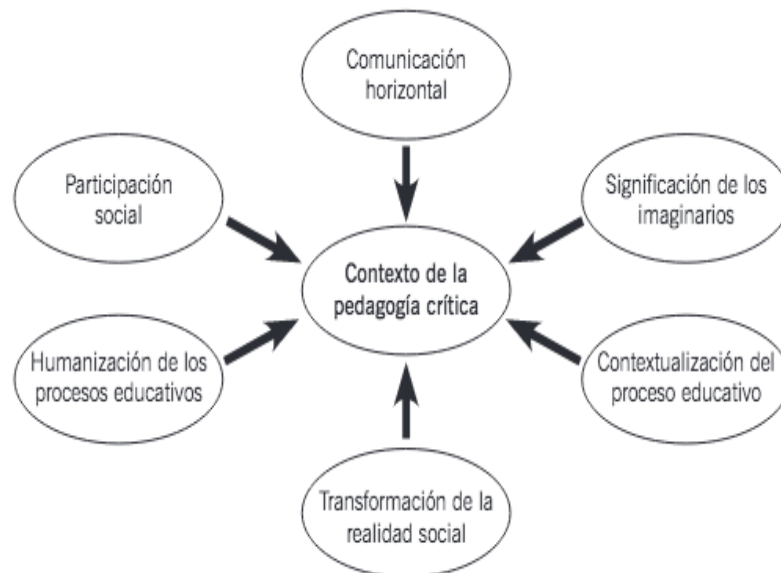 Comunicación
horizontal
Participación
social
Significación de los
imaginarios
Contexto de la
pedagogía crítica
Humanización de los
procesos educativos
Contextualización del
proceso educativo
Transformación de la
realidad social